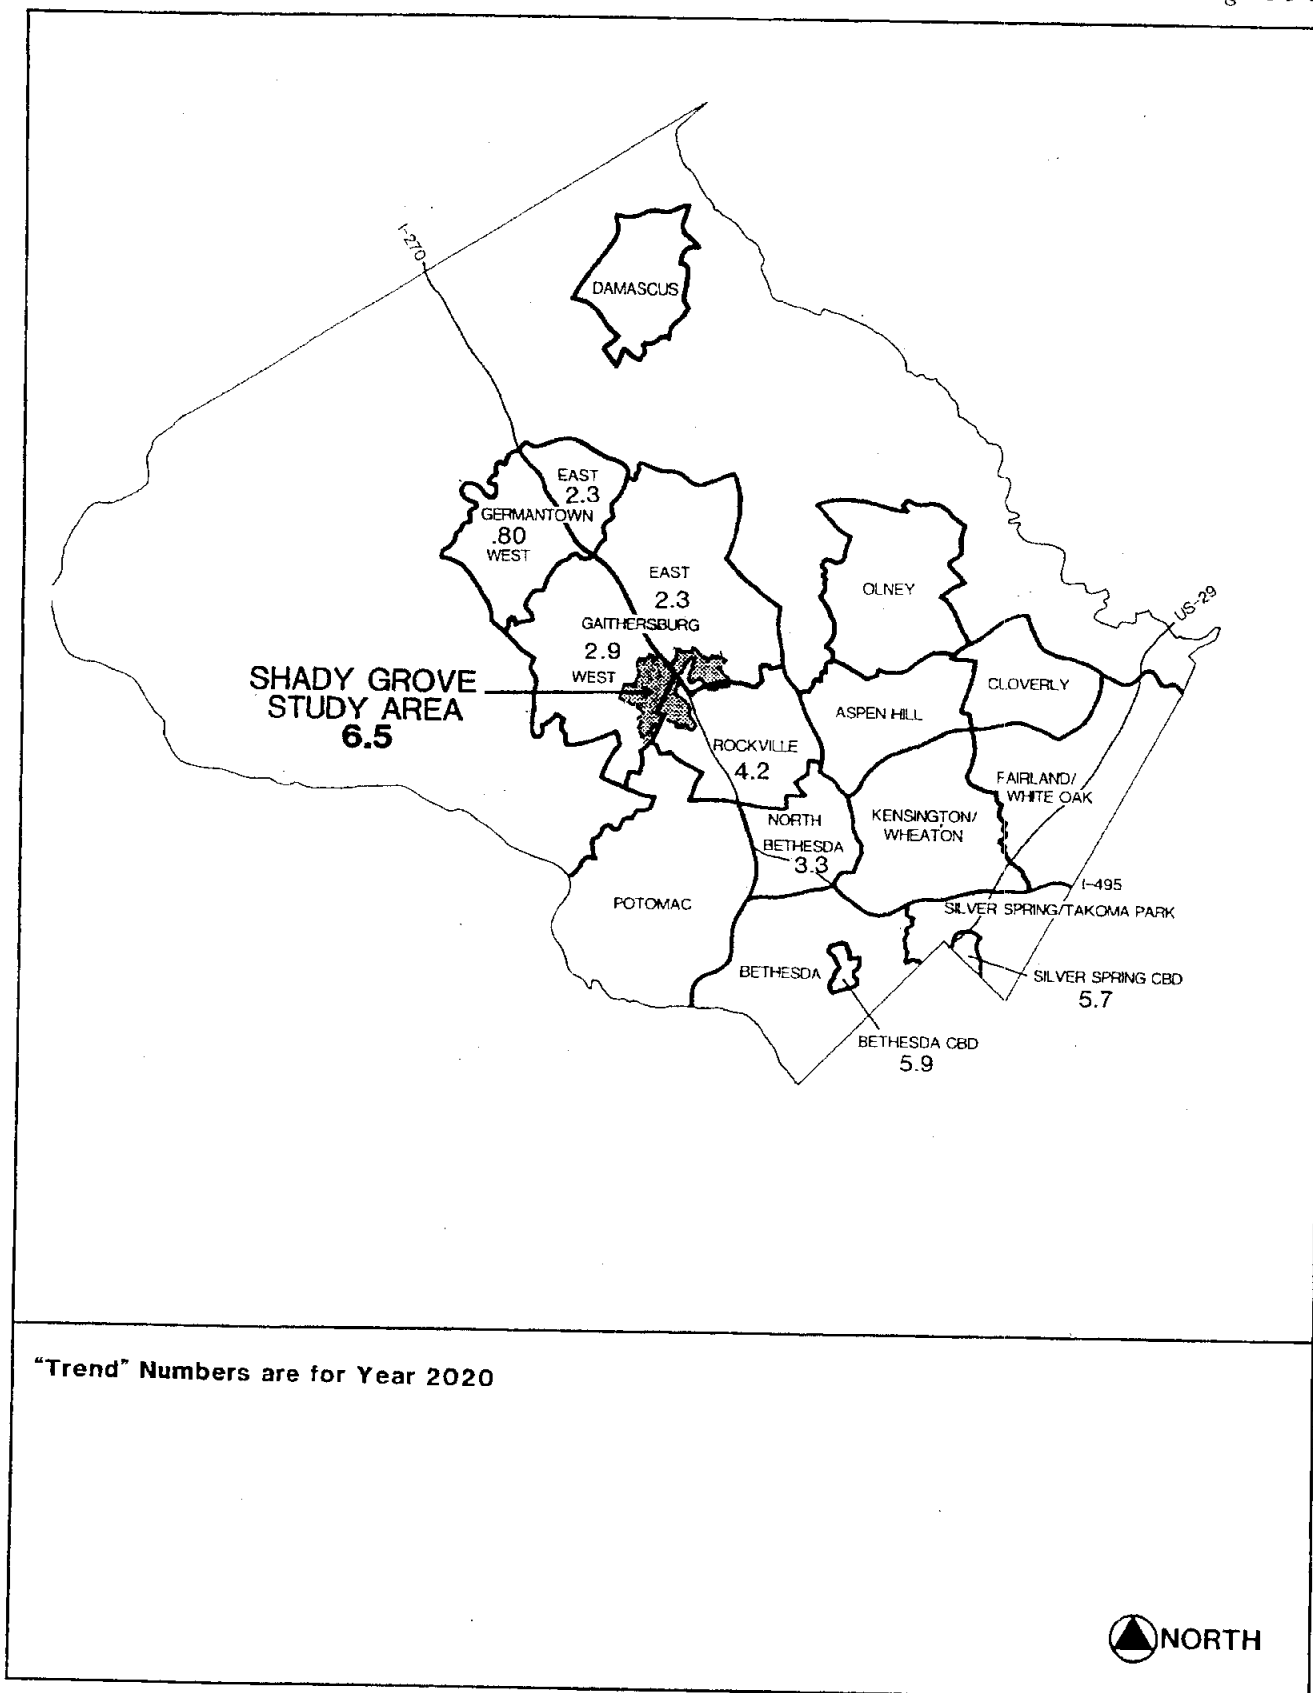 I-270
DAMASCUS
EAST
2.3
GERMANTOWN
.80
WEST
EAST
2.3
GAITHERSBURG
2.9
WEST
OLNEY
US-29
SHADY GROVE
STUDY AREA
6.5
CLOVERLY
ASPEN HILL
ROCKVILLE
4.2
FAIRLAND/
WHITE OAK
NORTH
BETHESDA
3.3
KENSINGTON/
WHEATON
I-495
POTOMAC
SILVER SPRING/TAKOMA PARK
BETHESDA
SILVER SPRING CBD
5.7
BETHESDA CBD
5.9
"Trend" Numbers are for Year 2020
NORTH